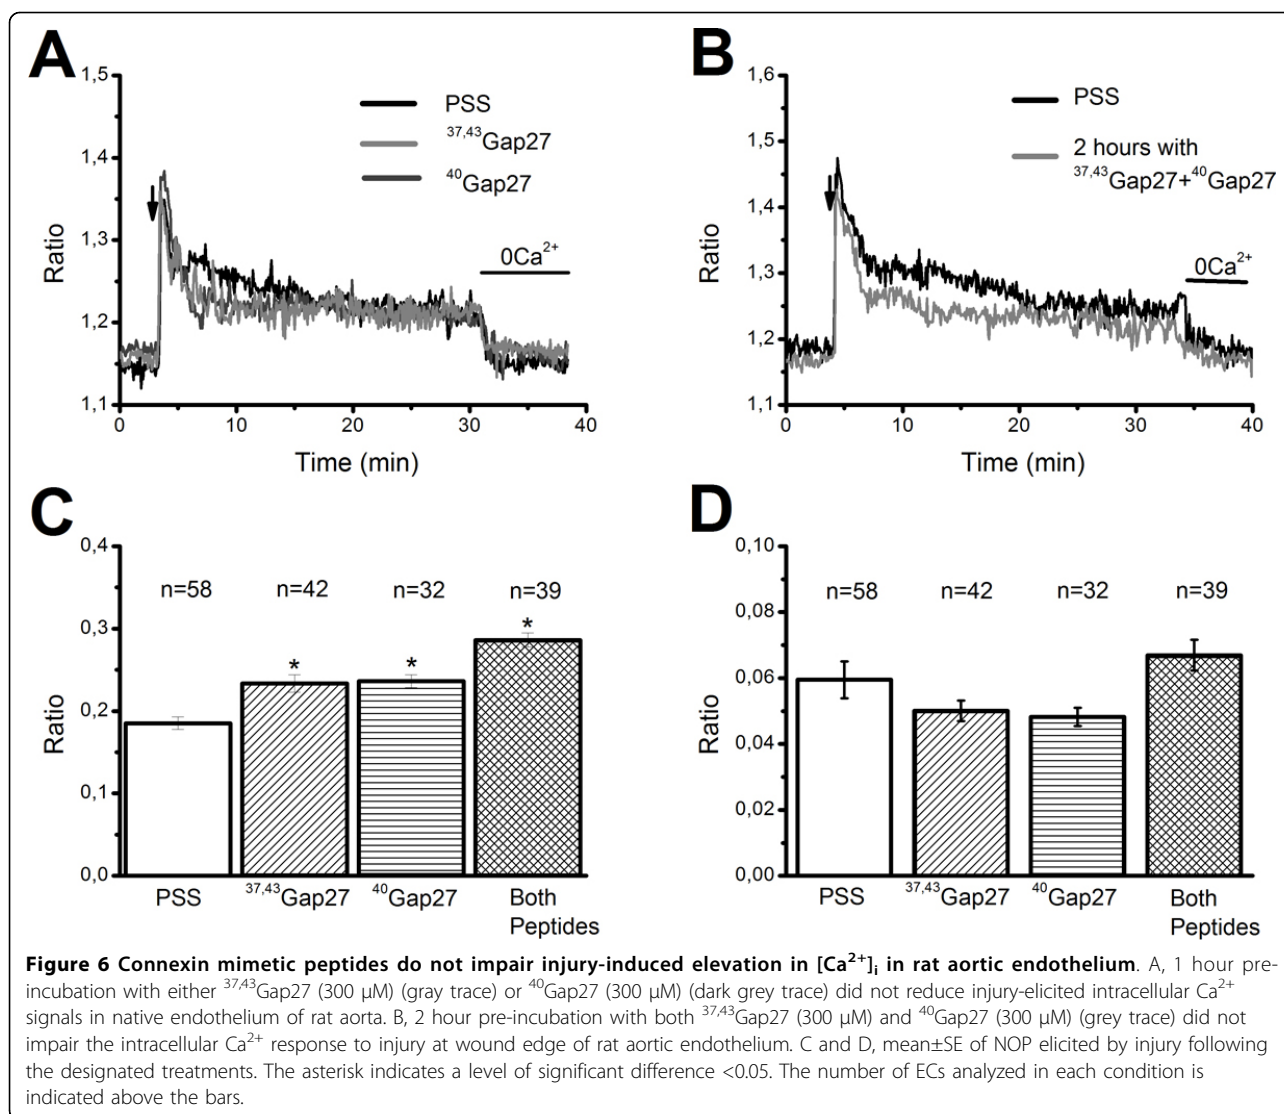 A
1,5
1,4
1,3
1,2
1,1
Ratio
PSS
37,43Gap27
40Gap27
0Ca2+
0 10 20 30 40
Time (min)
B
1,6
1,5
1,4
1,3
1,2
1,1
Ratio
PSS
2 hours with
37,43Gap27+40Gap27
0Ca2+
0 10 20 30 40
Time (min)
C
0,4
0,3
0,2
0,1
0,0
Ratio
n=58 n=42 n=32 n=39
* * *
PSS 37,43Gap27 40Gap27 Both
Peptides
D
0,10
0,08
0,06
0,04
0,02
0,00
Ratio
n=58 n=42 n=32 n=39
PSS 37,43Gap27 40Gap27 Both
Peptides
Figure 6 Connexin mimetic peptides do not impair injury-induced elevation in [Ca2+]i in rat aortic endothelium. A, 1 hour pre-
incubation with either 37,43Gap27 (300 μM) (gray trace) or 40Gap27 (300 μM) (dark grey trace) did not reduce injury-elicited intracellular Ca2+
signals in native endothelium of rat aorta. B, 2 hour pre-incubation with both 37,43Gap27 (300 μM) and 40Gap27 (300 μM) (grey trace) did not
impair the intracellular Ca2+ response to injury at wound edge of rat aortic endothelium. C and D, mean±SE of NOP elicited by injury following
the designated treatments. The asterisk indicates a level of significant difference <0.05. The number of ECs analyzed in each condition is
indicated above the bars.